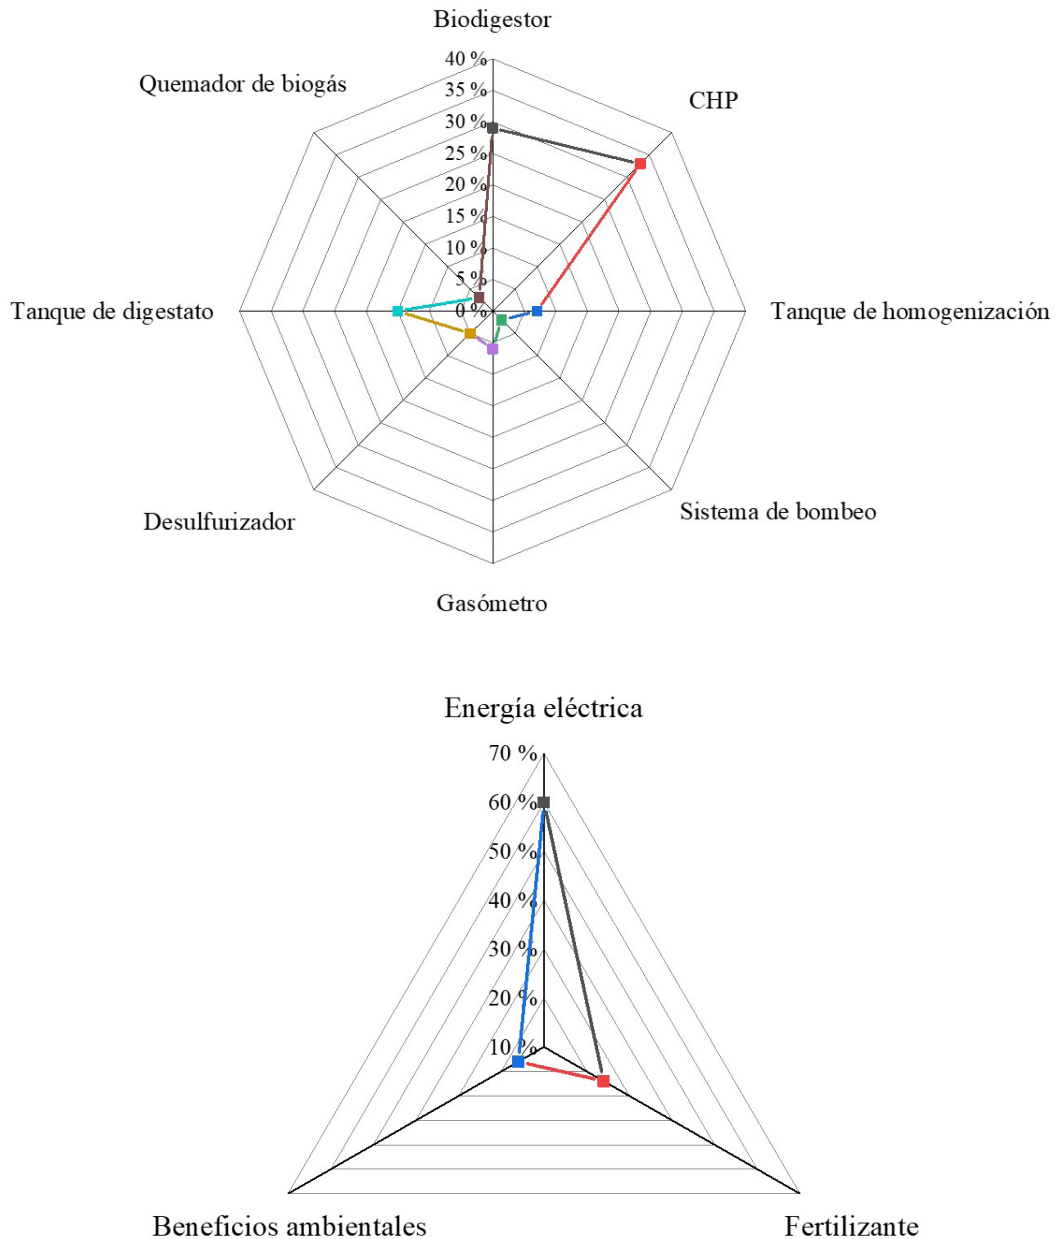 Biodigestor
40 %
Quemador de biogás
35 %
CHP
30 %
25 %
20 %
15 %
10 %
5 %
Tanque de digestato
0 %
Tanque de homogenización
Desulfurizador
Sistema de bombeo
Gasómetro
Energía eléctrica
70 %
60 %
50 %
40 %
30 %
20 %
10 %
Beneficios ambientales
Fertilizante